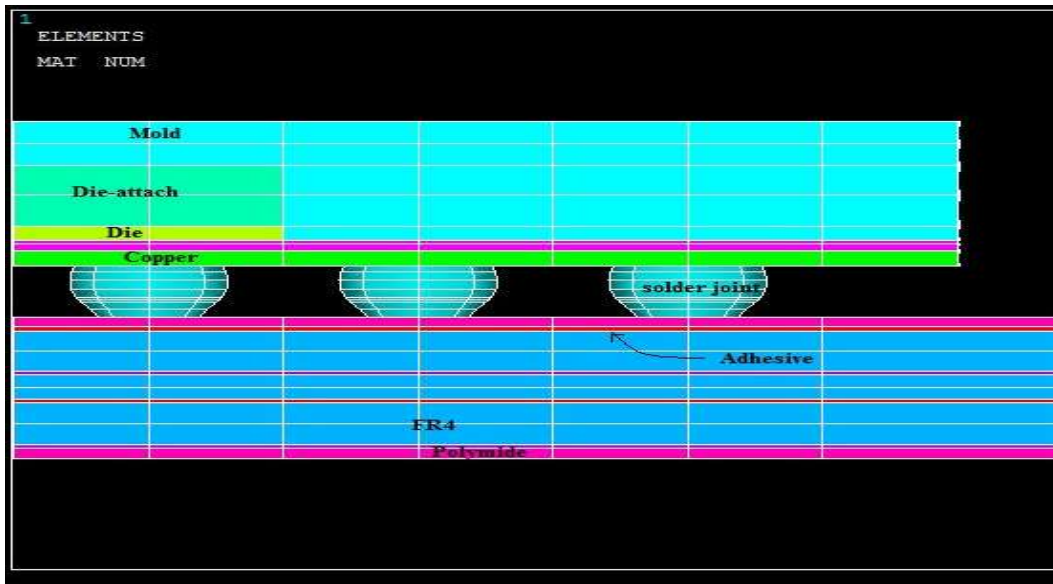 1
ELEMENTS
MAT NUM
Mold
Die-attach
Die
Copper
solder joint
Adhesive
FR4
Polymide